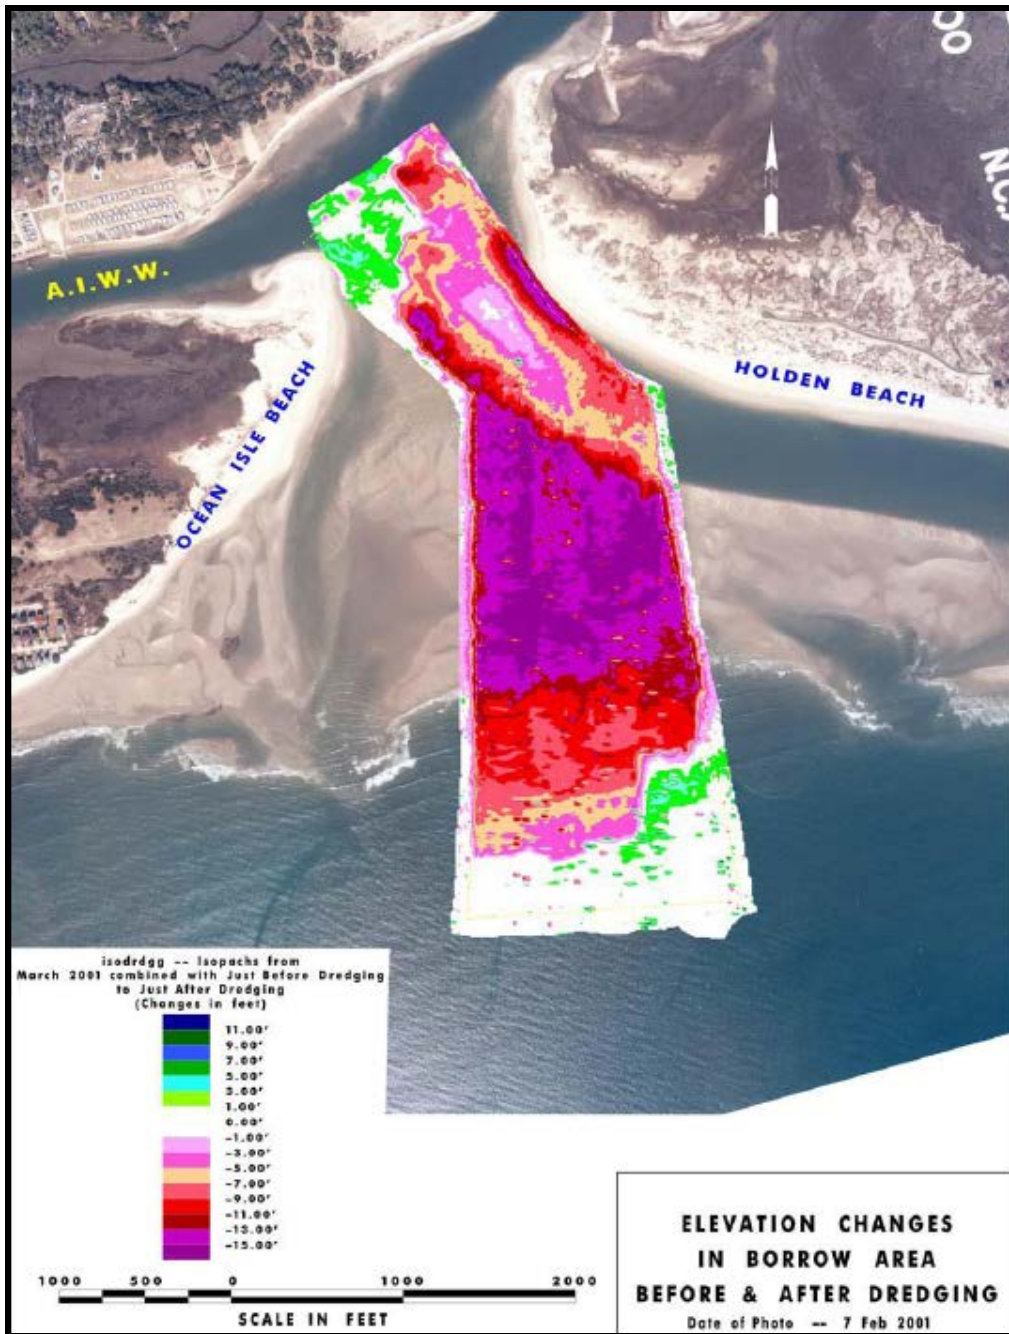 00
NC
A.I.W.W.
HOLDEN BEACH
OCEAN ISLE BEACH
isodrdgg -- Isopachs from
March 2001 combined with Just Before Dredging
to Just After Dredging
(Changes in feet)
11.00'
9.00'
7.00'
5.00'
3.00'
1.00'
0.00'
-1.00'
-3.00'
-5.00'
-7.00'
-9.00'
-11.00'
-13.00'
-15.00'
1000 500 0 1000 2000
SCALE IN FEET
ELEVATION CHANGES
IN BORROW AREA
BEFORE & AFTER DREDGING
Date of Photo -- 7 Feb 2001